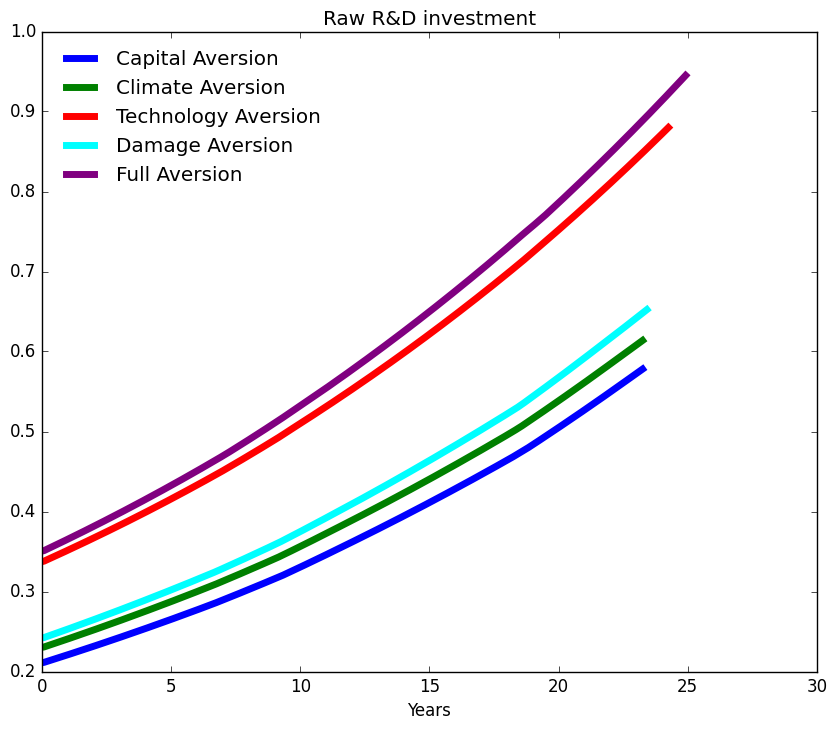 Raw R&D investment
1.0
0.9
0.8
0.7
0.6
0.5
0.4
0.3
0.2
Capital Aversion
Climate Aversion
Technology Aversion
Damage Aversion
Full Aversion
0 5 10 15 20 25 30
Years